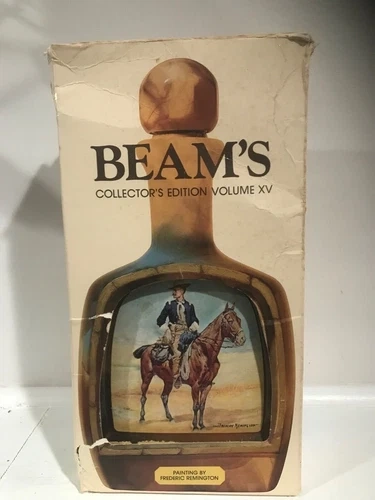 BEAM'S
COLLECTOR'S EDITION VOLUME XV
PAINTING BY
FREDERIC REMINGTON